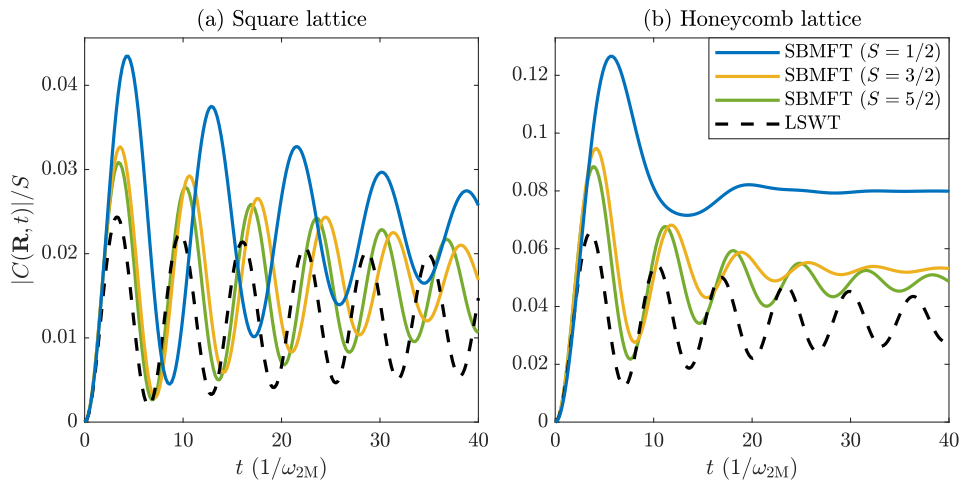 (a) Square lattice
|C(R, t)|/S
0.04
0.03
0.02
0.01
0
0
10
20
30
40
t (1/ω2M)
(b) Honeycomb lattice
SBMFT (S = 1/2)
SBMFT (S = 3/2)
SBMFT (S = 5/2)
LSWT
0.12
0.1
0.08
0.06
0.04
0.02
0
0
10
20
30
40
t (1/ω2M)